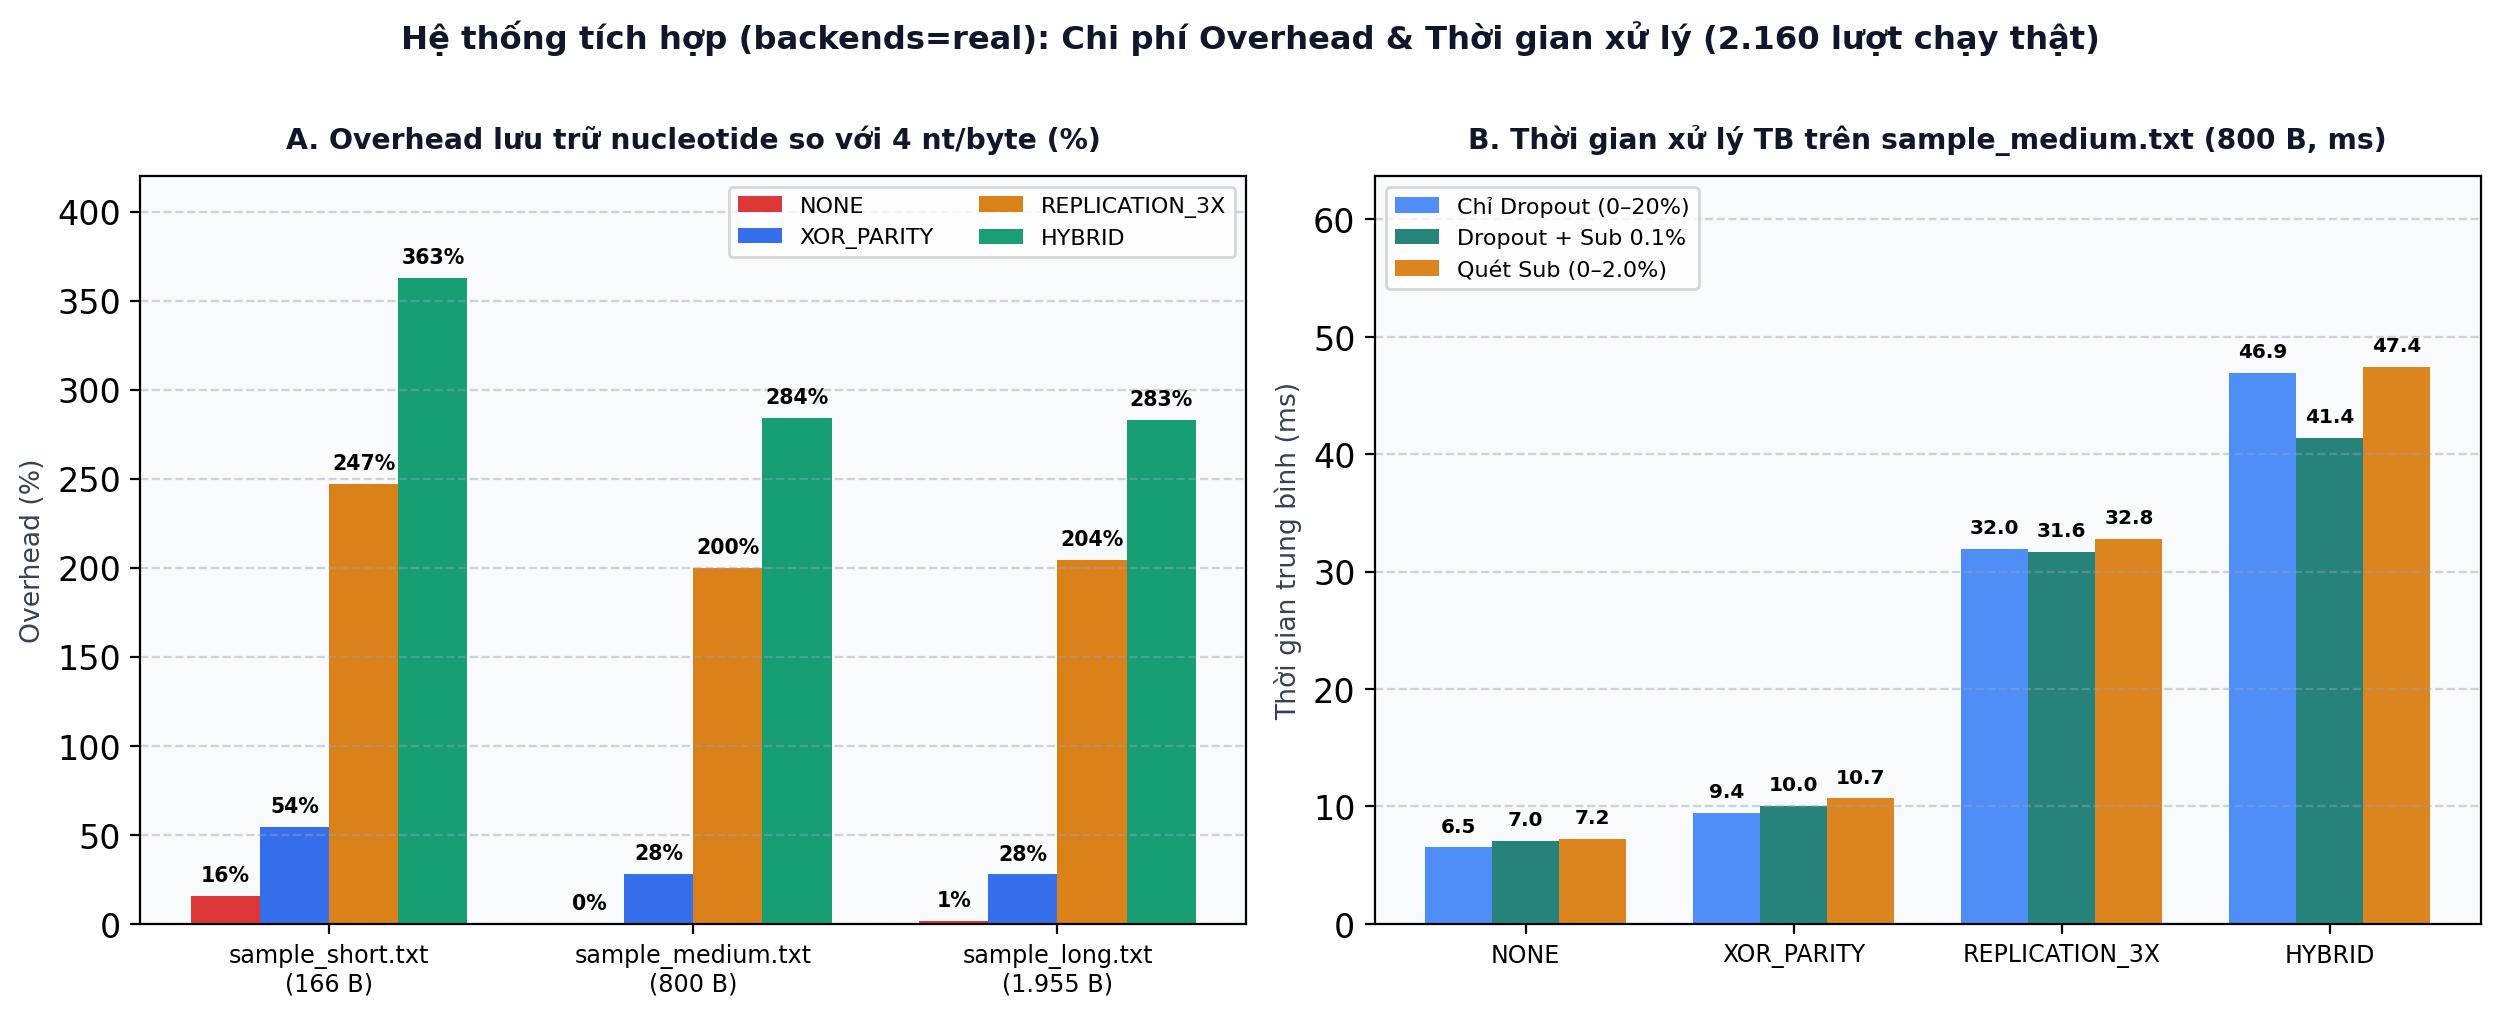 Hệ thống tích hợp (backends=real): Chi phí Overhead & Thời gian xử lý (2.160 lượt chạy thật)
A. Overhead lưu trữ nucleotide so với 4 nt/byte (%)
Overhead (%)
400
350
300
250
200
150
100
50
0
NONE
XOR_PARITY
REPLICATION_3X
HYBRID
16%
54%
247%
363%
0%
28%
200%
284%
1%
28%
204%
283%
sample_short.txt
(166 B)
sample_medium.txt
(800 B)
sample_long.txt
(1.955 B)
B. Thời gian xử lý TB trên sample_medium.txt (800 B, ms)
Thời gian trung bình (ms)
60
50
40
30
20
10
0
Chỉ Dropout (0–20%)
Dropout + Sub 0.1%
Quét Sub (0–2.0%)
6.5
7.0
7.2
9.4
10.0
10.7
32.0
31.6
32.8
46.9
41.4
47.4
NONE
XOR_PARITY
REPLICATION_3X
HYBRID